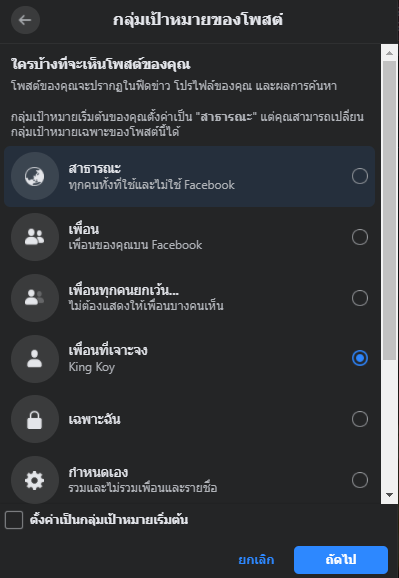 กลุ่มเป้าหมายของโพสต์
ใครบ้างที่จะเห็นโพสต์ของคุณ
โพสต์ของคุณจะปรากฏในฟีดข่าว โปรไฟล์ของคุณ และผลการค้นหา
กลุ่มเป้าหมายเริ่มต้นของคุณตั้งค่าเป็น "สาธารณะ" แต่คุณสามารถเปลี่ยน
กลุ่มเป้าหมายเฉพาะของโพสต์นี้ได้
สาธารณะ
ทุกคนทั้งที่ใช้และไม่ใช้ Facebook
เพื่อน
เพื่อนของคุณบน Facebook
เพื่อนทุกคนยกเว้น...
ไม่ต้องแสดงให้เพื่อนบางคนเห็น
เพื่อนที่เจาะจง
King Koy
เฉพาะฉัน
กำหนดเอง
รวมและไม่รวมเพื่อนและรายชื่อ
ตั้งค่าเป็นกลุ่มเป้าหมายเริ่มต้น
ยกเลิก
ถัดไป